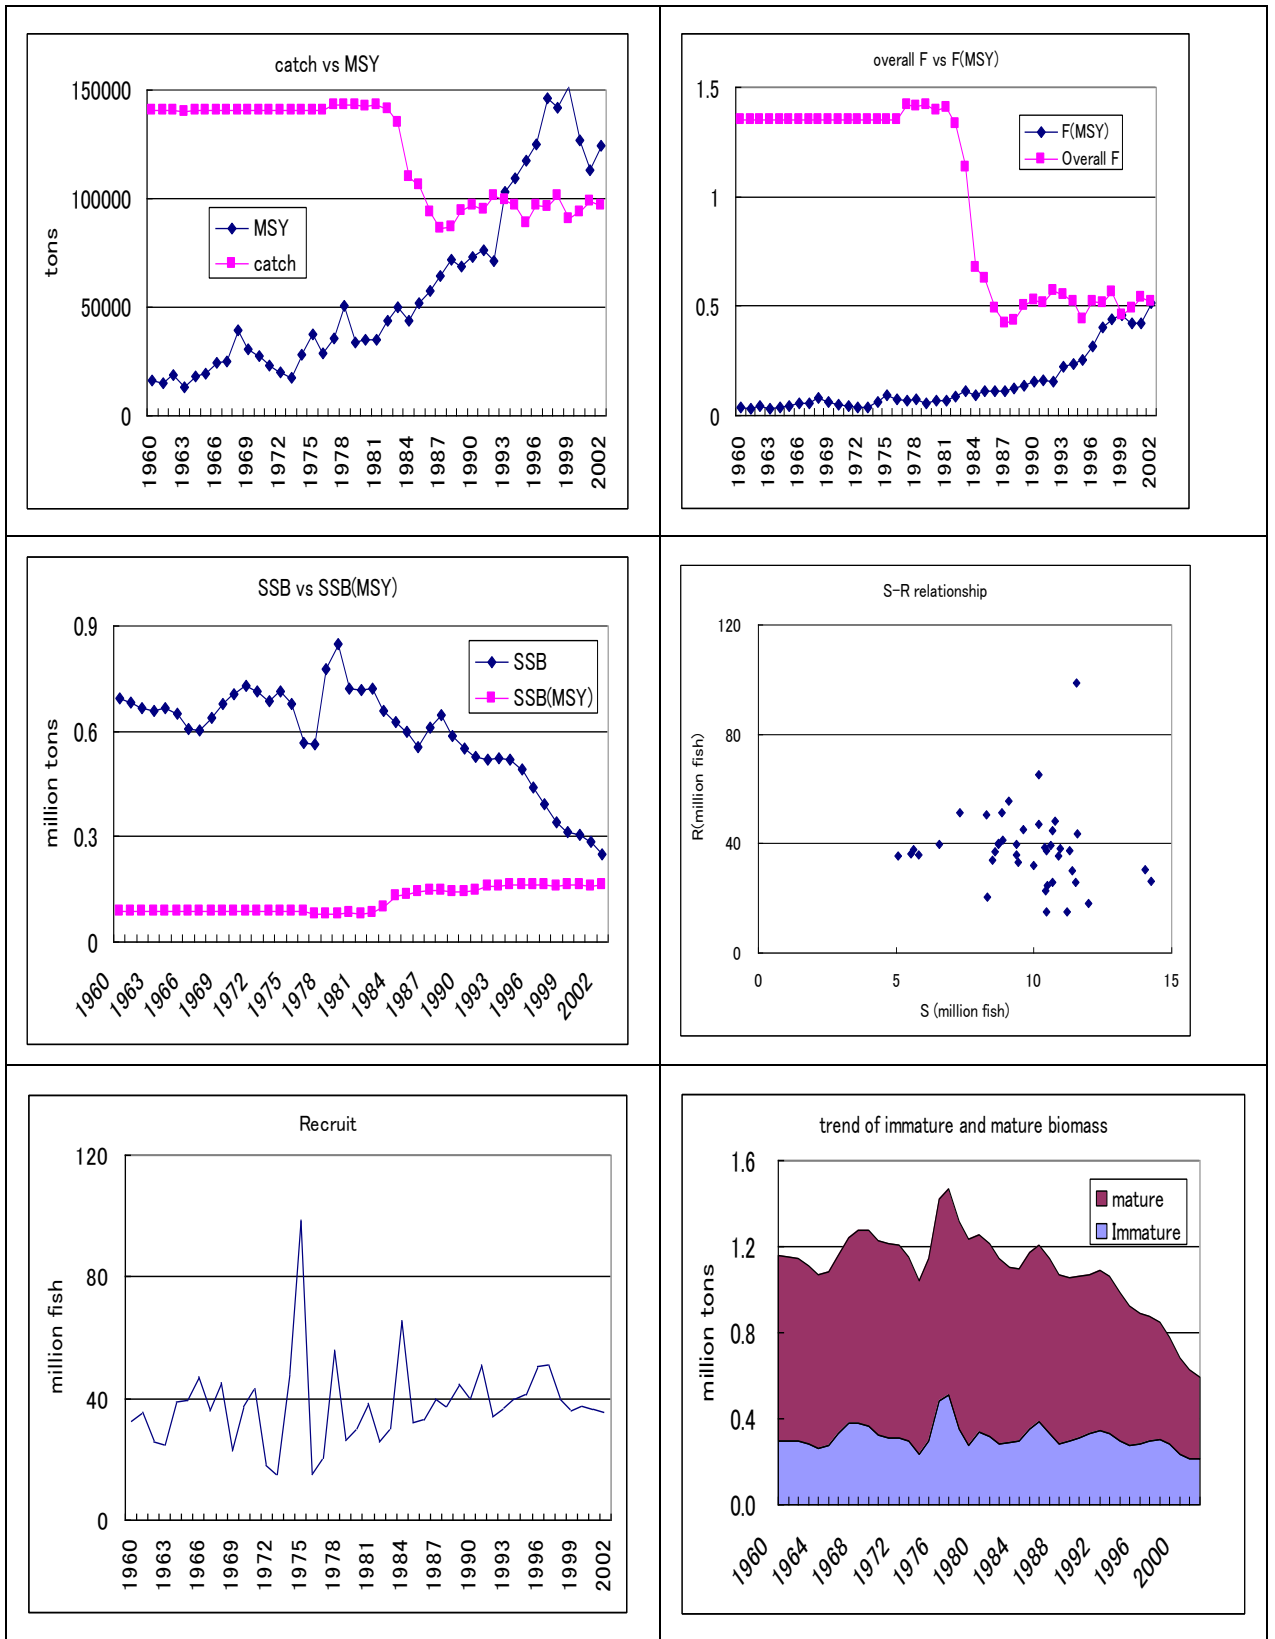 catch vs MSY
150000
100000
50000
0
tons
MSY
catch
1960 1963 1966 1969 1972 1975 1978 1981 1984 1987 1990 1993 1996 1999 2002
overall F vs F(MSY)
1.5
1
0.5
0
F(MSY)
Overall F
1960 1963 1966 1969 1972 1975 1978 1981 1984 1987 1990 1993 1996 1999 2002
SSB vs SSB(MSY)
0.9
0.6
0.3
0
million tons
SSB
SSB(MSY)
1960 1963 1966 1969 1972 1975 1978 1981 1984 1987 1990 1993 1996 1999 2002
S-R relationship
120
80
40
0
R(million fish)
0 5 10 15
S (million fish)
Recruit
120
80
40
0
million fish
1960 1963 1966 1969 1972 1975 1978 1981 1984 1987 1990 1993 1996 1999 2002
trend of immature and mature biomass
1.6
1.2
0.8
0.4
0.0
million tons
mature
Immature
1960 1964 1968 1972 1976 1980 1984 1988 1992 1996 2000